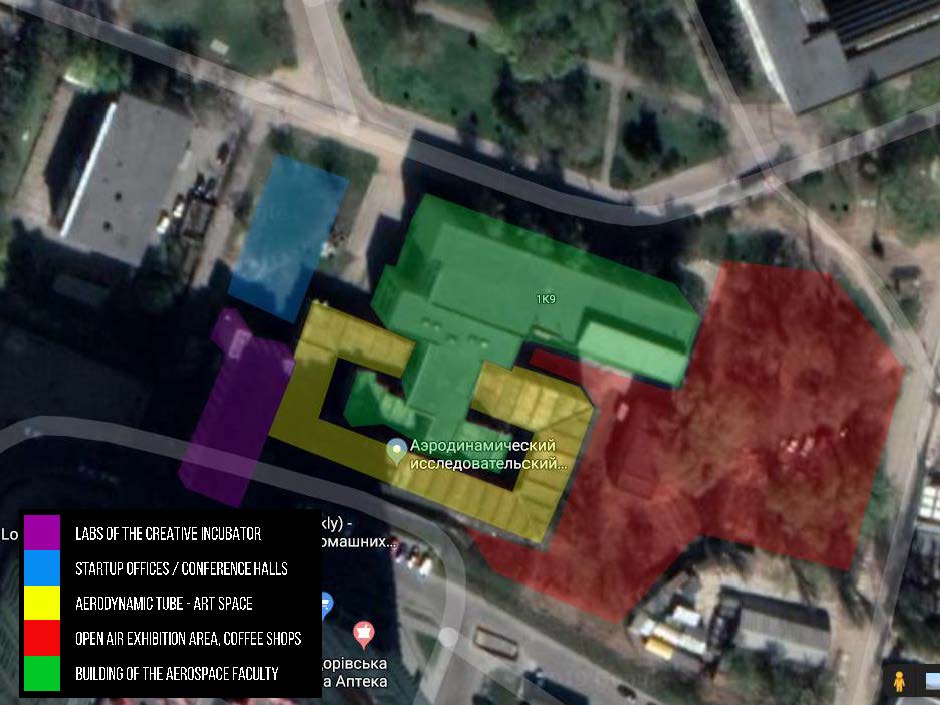 1К9
Аэродинамический
исследовательский...
Lo
kly) -
омашних...
LABS OF THE CREATIVE INCUBATOR
STARTUP OFFICES / CONFERENCE HALLS
AERODYNAMIC TUBE - ART SPACE
OPEN AIR EXHIBITION AREA, COFFEE SHOPS
BUILDING OF THE AEROSPACE FACULTY
дорівська
а Аптека